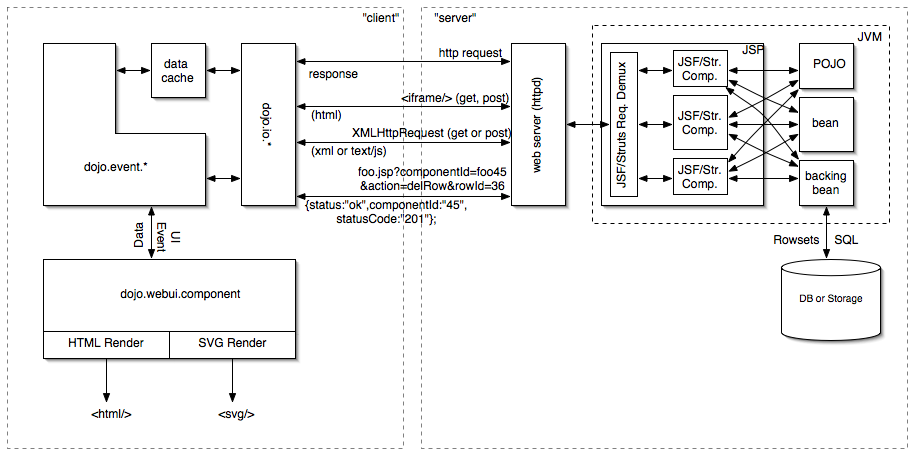 "client"
"server"
JVM
JSP
data
cache
dojo.io.*
http request
response
<iframe/> (get, post)
(html)
XMLHttpRequest (get or post)
(xml or text/js)
foo.jsp?componentId=foo45
&action=delRow&rowId=36
{status:"ok",componentId:"45",
statusCode:"201"};
web server (httpd)
JSF/Struts Req. Demux
JSF/Str.
Comp.
JSF/Str.
Comp.
JSF/Str.
Comp.
POJO
bean
backing
bean
dojo.event.*
UI
Event
Data
Rowsets
SQL
DB or Storage
dojo.webui.component
HTML Render
SVG Render
<html/>
<svg/>